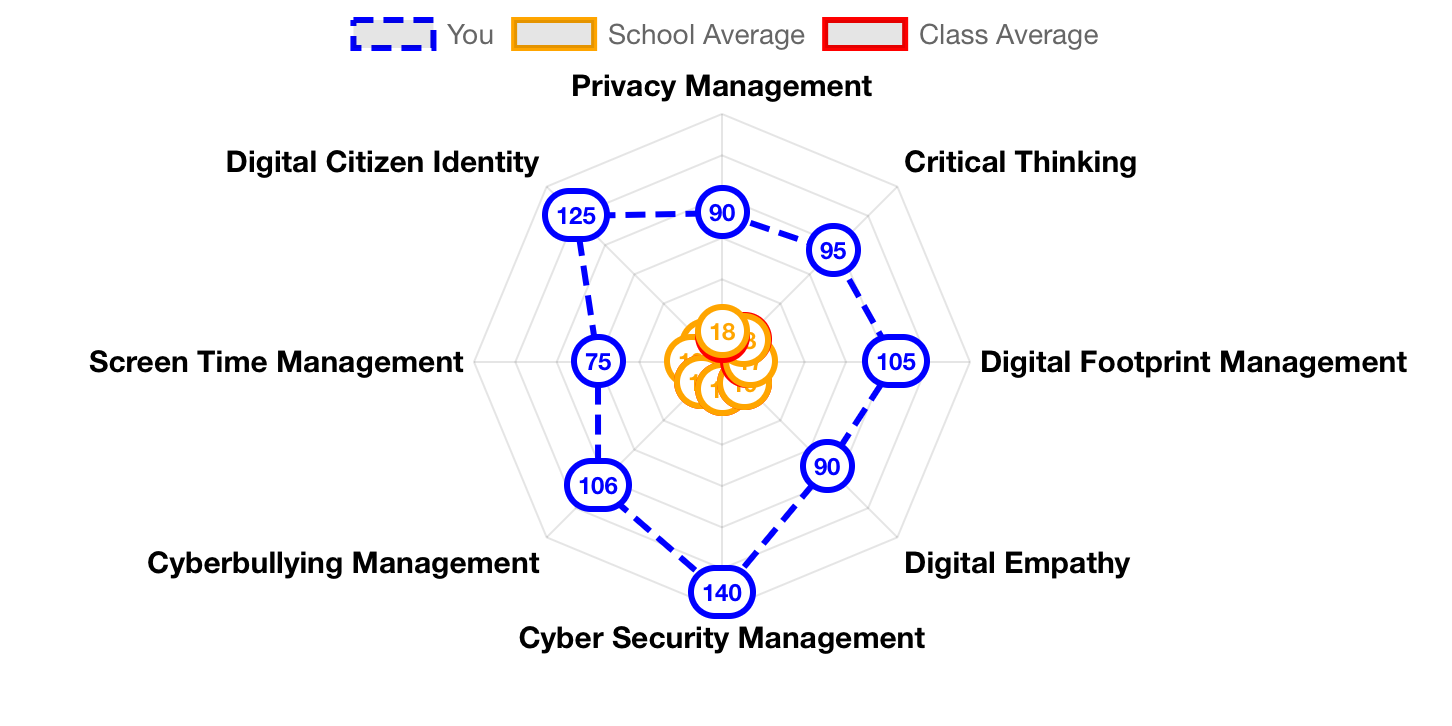 You School Average Class Average
Privacy Management
Digital Citizen Identity Critical Thinking
125 90
95
18
Screen Time Management 75 105 Digital Footprint Management
90
106
Cyberbullying Management Digital Empathy
140
Cyber Security Management